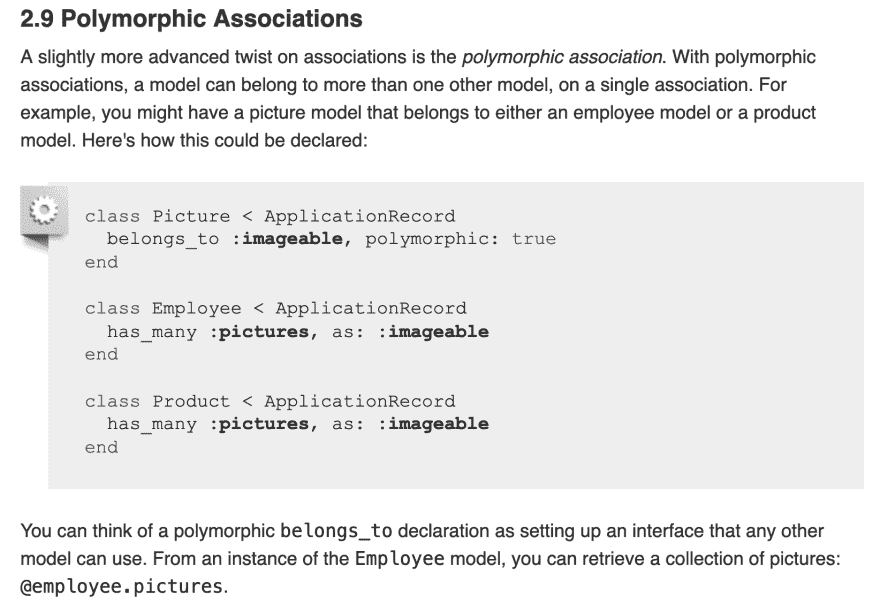 2.9 Polymorphic Associations
A slightly more advanced twist on associations is the polymorphic association. With polymorphic
associations, a model can belong to more than one other model, on a single association. For
example, you might have a picture model that belongs to either an employee model or a product
model. Here's how this could be declared:
class Picture < ApplicationRecord
  belongs_to :imageable, polymorphic: true
end
class Employee < ApplicationRecord
  has_many :pictures, as: :imageable
end
class Product < ApplicationRecord
  has_many :pictures, as: :imageable
end
You can think of a polymorphic belongs_to declaration as setting up an interface that any other
model can use. From an instance of the Employee model, you can retrieve a collection of pictures:
@employee.pictures.